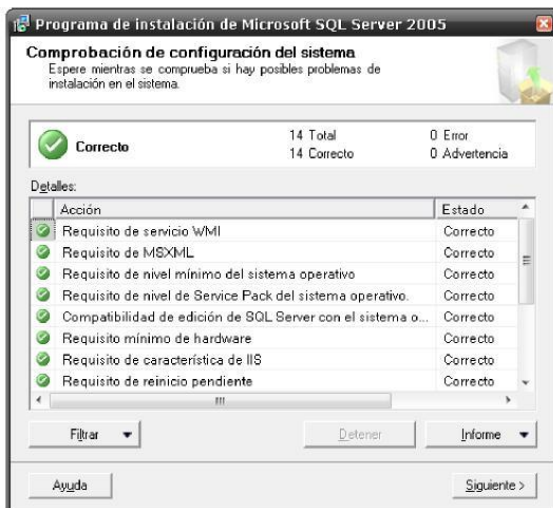 Programa de instalación de Microsoft SQL Server 2005
Comprobación de configuración del sistema
Espere mientras se comprueba si hay posibles problemas de
instalación en el sistema.
Correcto
14 Total
0 Error
14 Correcto
0 Advertencia
Detalles:
Acción
Estado
Requisito de servicio WMI
Correcto
Requisito de MSXML
Correcto
Requisito de nivel mínimo del sistema operativo
Correcto
Requisito de nivel de Service Pack del sistema operativo.
Correcto
Compatibilidad de edición de SQL Server con el sistema o...
Correcto
Requisito mínimo de hardware
Correcto
Requisito de característica de IIS
Correcto
Requisito de reinicio pendiente
Correcto
Filtrar
Detener
Informe
Ayuda
Siguiente >